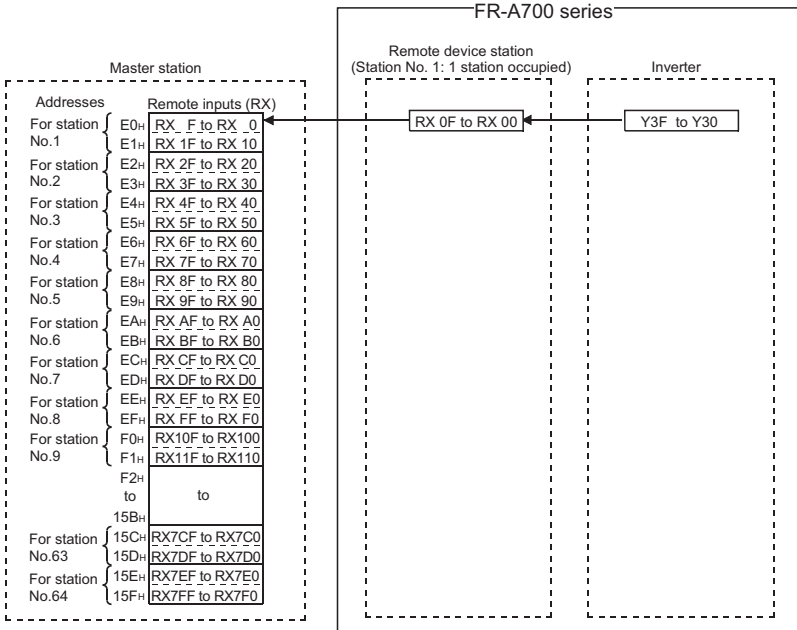 FR-A700 series
Master station
Remote device station
(Station No. 1: 1 station occupied)
Inverter
Addresses
Remote inputs (RX)
For station No.1
E0H RX F to RX 0
E1H RX 1F to RX 10
RX 0F to RX 00
Y3F to Y30
For station No.2
E2H RX 2F to RX 20
E3H RX 3F to RX 30
For station No.3
E4H RX 4F to RX 40
E5H RX 5F to RX 50
For station No.4
E6H RX 6F to RX 60
E7H RX 7F to RX 70
For station No.5
E8H RX 8F to RX 80
E9H RX 9F to RX 90
For station No.6
EAH RX AF to RX A0
EBH RX BF to RX B0
For station No.7
ECH RX CF to RX C0
EDH RX DF to RX D0
For station No.8
EEH RX EF to RX E0
EFH RX FF to RX F0
For station No.9
F0H RX10F to RX100
F1H RX11F to RX110
F2H
to to
15BH
For station No.63
15CH RX7CF to RX7C0
15DH RX7DF to RX7D0
For station No.64
15EH RX7EF to RX7E0
15FH RX7FF to RX7F0